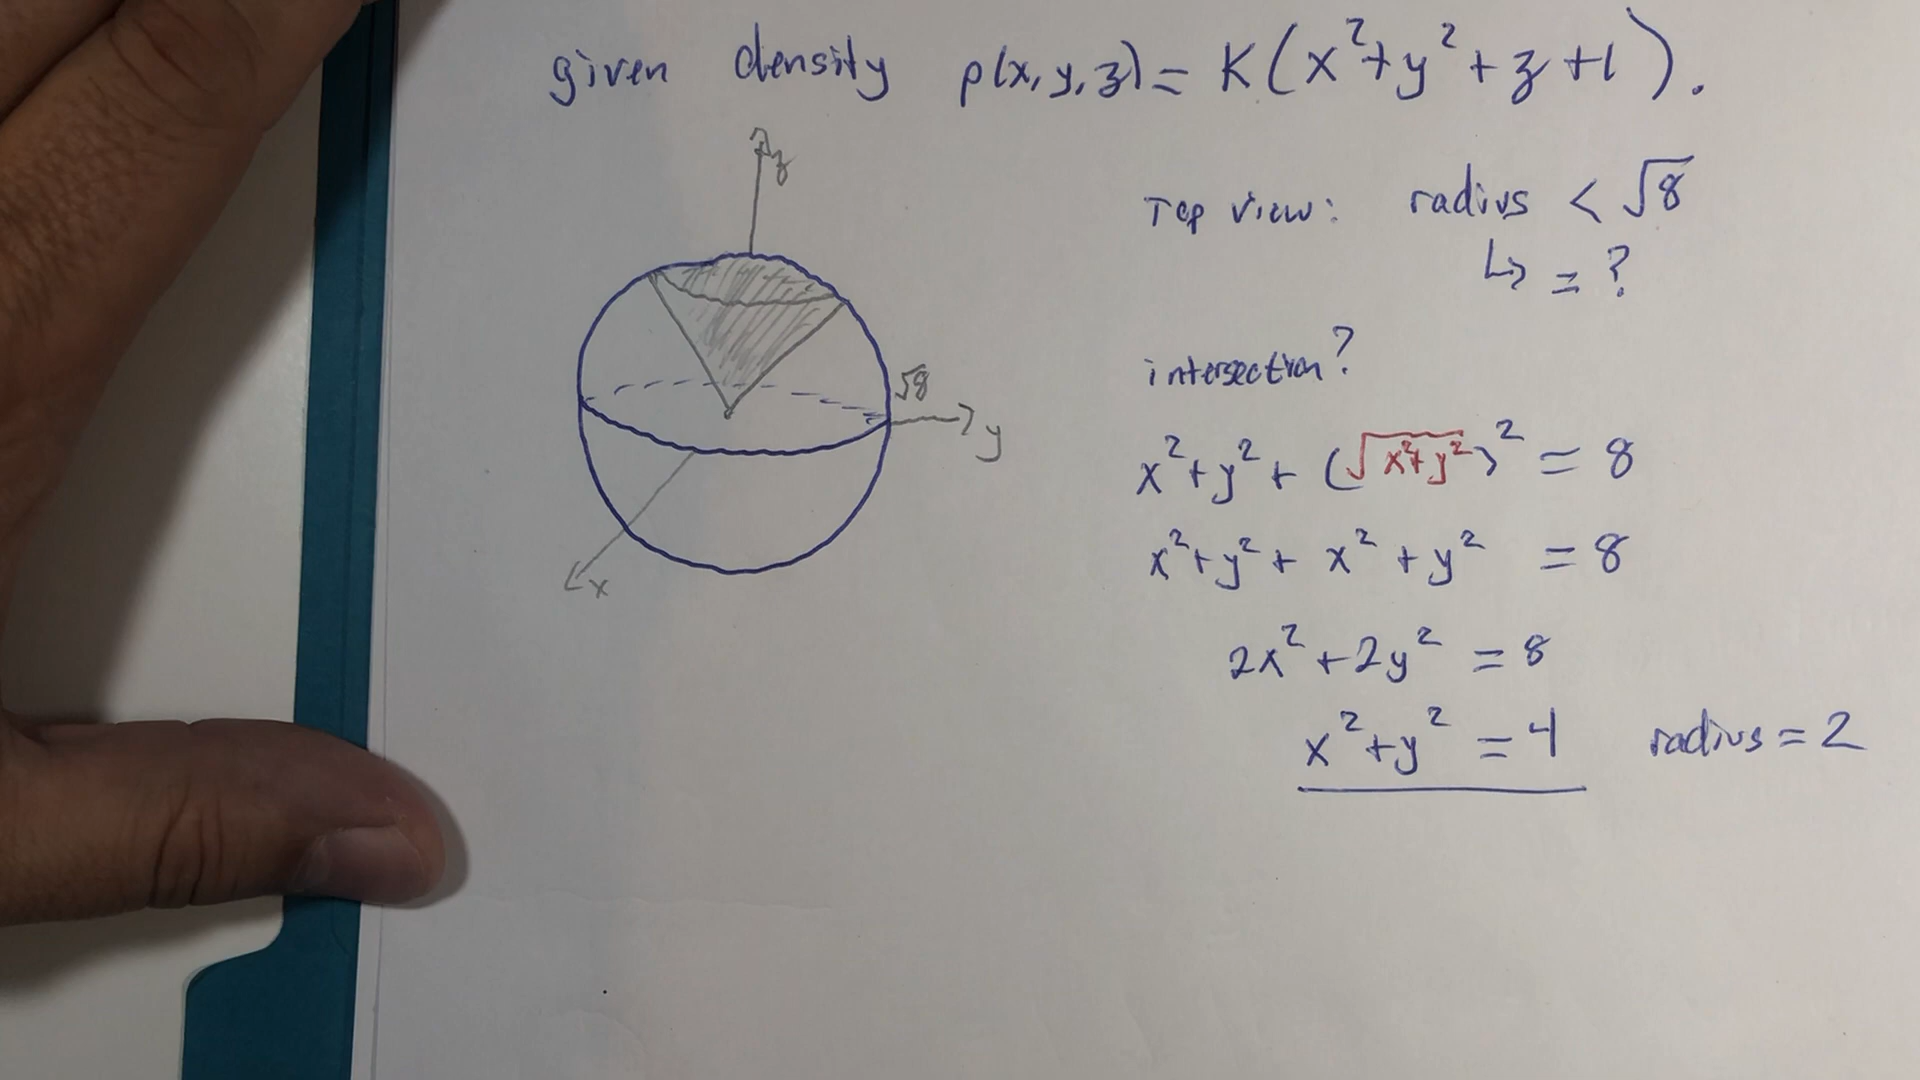 given density ρ(x, y, z) = K(x²+y²+z+1).
z
Top view: radius < √8
↳ = ?
intersection?
√8
y
x²+y²+(√x²+y²)² = 8
x²+y²+x²+y² = 8
x
2x²+2y² = 8
x²+y² = 4 radius = 2